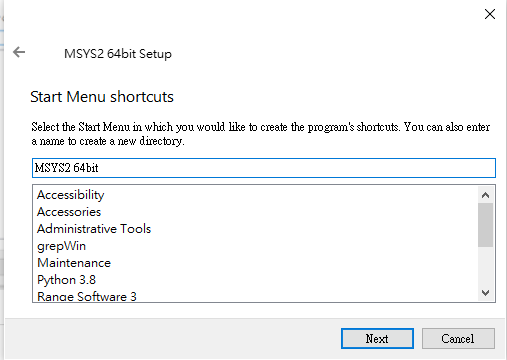 MSYS2 64bit Setup
Start Menu shortcuts
Select the Start Menu in which you would like to create the program's shortcuts. You can also enter
a name to create a new directory.
MSYS2 64bit
Accessibility
Accessories
Administrative Tools
grepWin
Maintenance
Python 3.8
Range Software 3
Next
Cancel